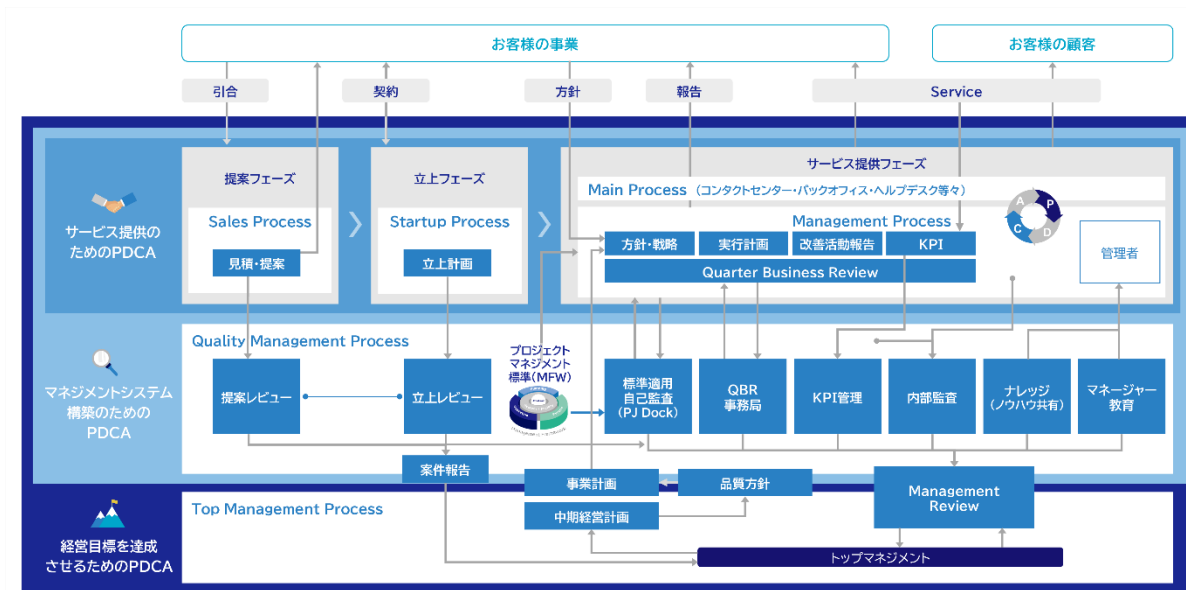 お客様の事業
お客様の顧客
引合
契約
方針
報告
Service
サービス提供の
ためのPDCA
提案フェーズ
Sales Process
見積・提案
立上フェーズ
Startup Process
立上計画
サービス提供フェーズ
Main Process（コンタクトセンター・バックオフィス・ヘルプデスク等々）
Management Process
方針・戦略
実行計画
改善活動報告
KPI
Quarter Business Review
A
P
C
D
管理者
マネジメントシステム
構築のための
PDCA
Quality Management Process
提案レビュー
立上レビュー
プロジェクト
マネジメント
標準(MFW)
標準適用
自己監査
(PJ Dock)
QBR
事務局
KPI管理
内部監査
ナレッジ
(ノウハウ共有)
マネージャー
教育
案件報告
事業計画
品質方針
Management
Review
経営目標を達成
させるためのPDCA
Top Management Process
中期経営計画
トップマネジメント